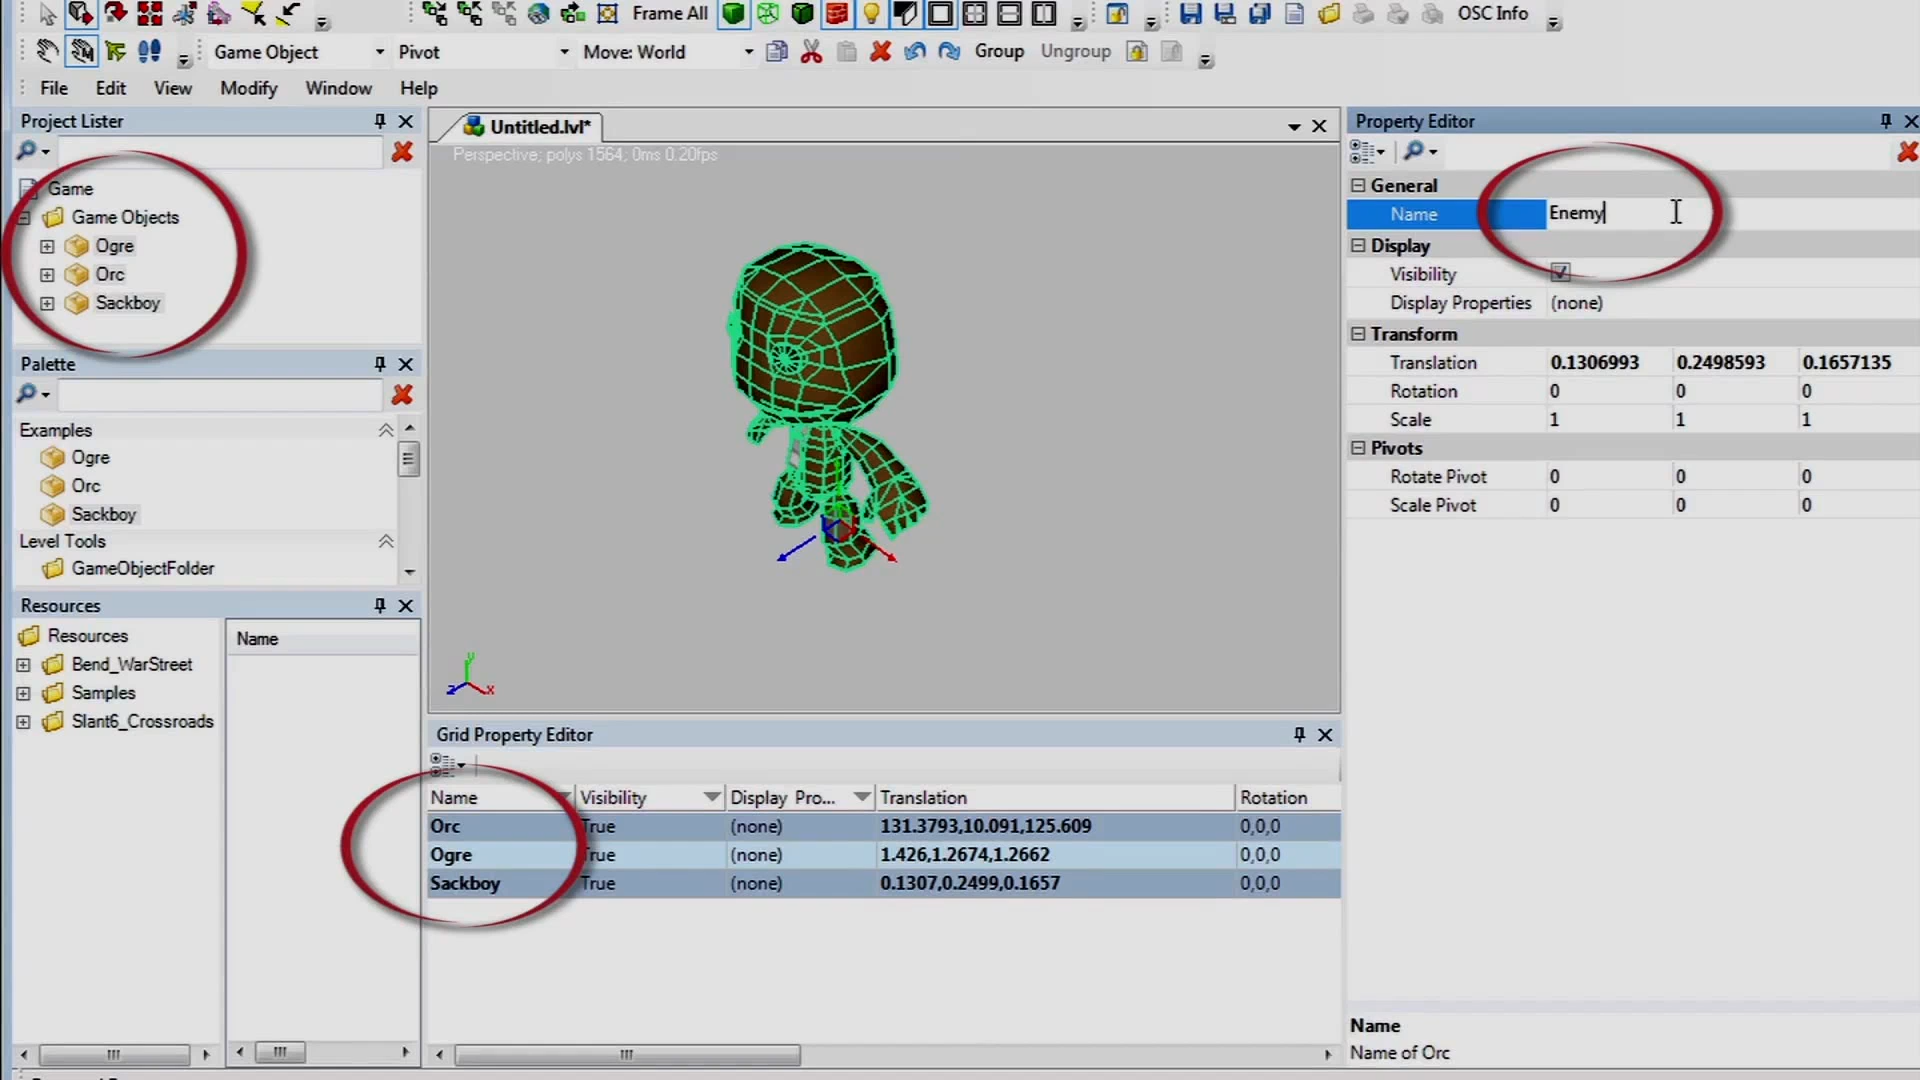 Frame All
OSC Info
Game Object
Pivot
Move: World
Group
Ungroup
File Edit View Modify Window Help
Project Lister
Game
Game Objects
Ogre
Orc
Sackboy
Palette
Examples
Ogre
Orc
Sackboy
Level Tools
GameObjectFolder
Resources
Resources
Bend_WarStreet
Samples
Slant6_Crossroads
Name
Untitled.lvl*
Perspective; polys 1564; 0ms 0.20fps
y
z x
Grid Property Editor
Name Visibility Display Pro... Translation Rotation
Orc True (none) 131.3793,10.091,125.609 0,0,0
Ogre True (none) 1.426,1.2674,1.2662 0,0,0
Sackboy True (none) 0.1307,0.2499,0.1657 0,0,0
Property Editor
General
Name Enemy
Display
Visibility
Display Properties (none)
Transform
Translation 0.1306993 0.2498593 0.1657135
Rotation 0 0 0
Scale 1 1 1
Pivots
Rotate Pivot 0 0 0
Scale Pivot 0 0 0
Name
Name of Orc